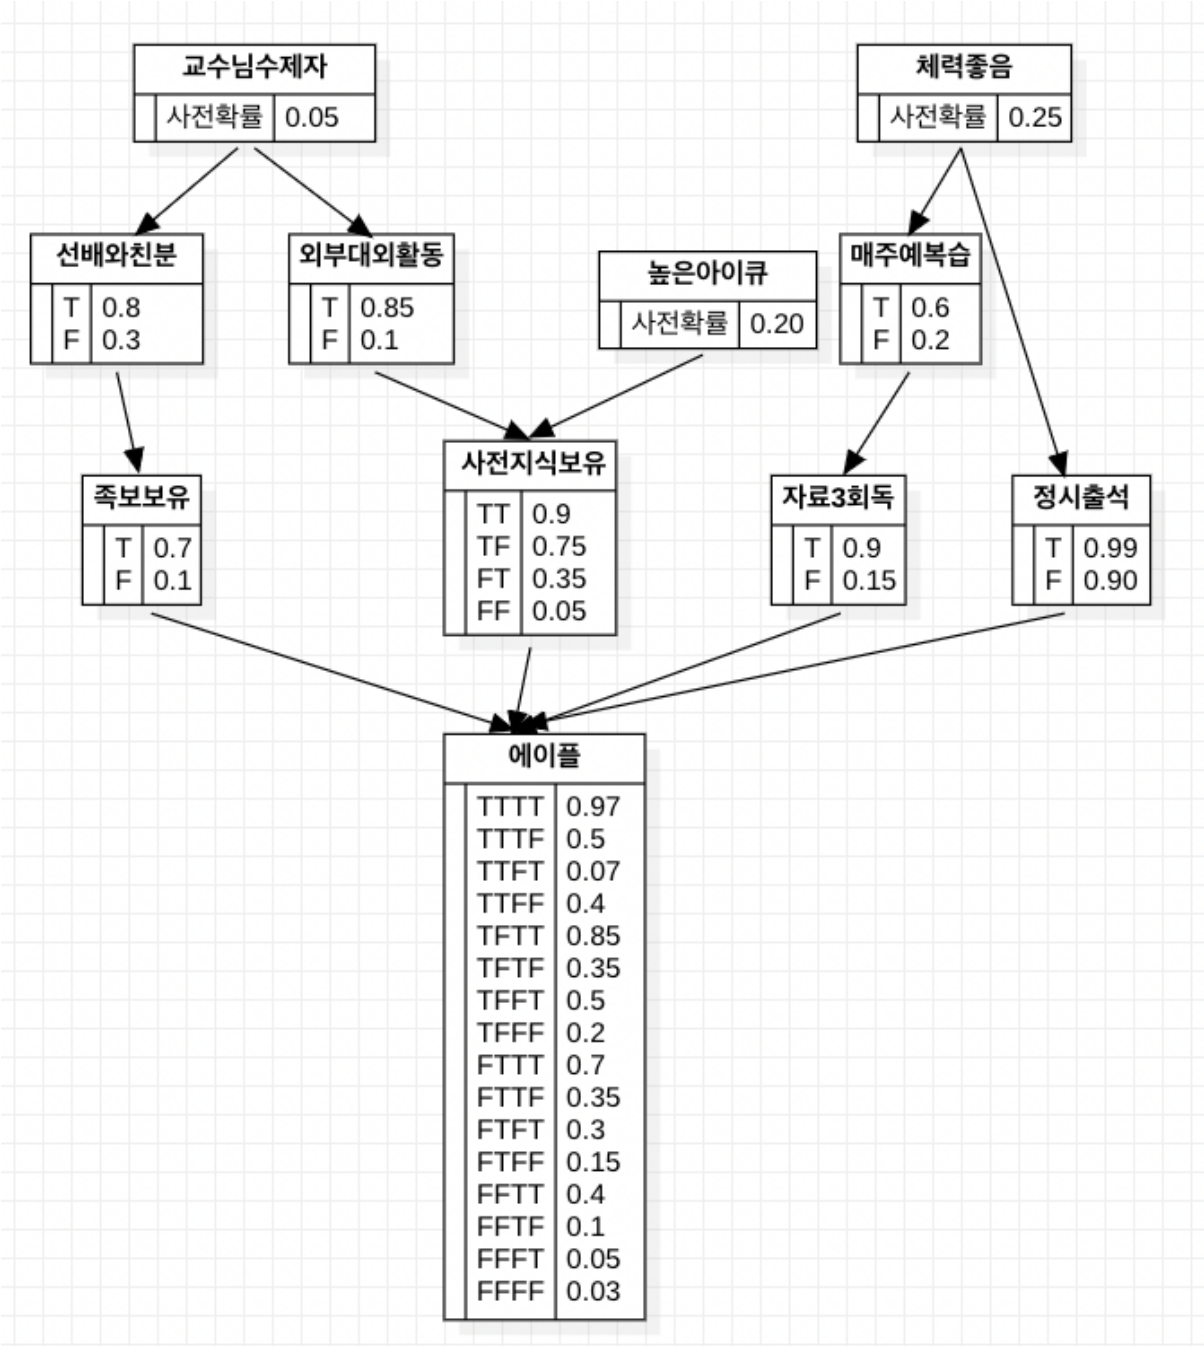 교수님수제자
사전확률 0.05
체력좋음
사전확률 0.25
선배와친분
T 0.8
F 0.3
외부대외활동
T 0.85
F 0.1
높은아이큐
사전확률 0.20
매주예복습
T 0.6
F 0.2
족보보유
T 0.7
F 0.1
사전지식보유
TT 0.9
TF 0.75
FT 0.35
FF 0.05
자료3회독
T 0.9
F 0.15
정시출석
T 0.99
F 0.90
에이플
TTTT 0.97
TTTF 0.5
TTFT 0.07
TTFF 0.4
TFTT 0.85
TFTF 0.35
TFFT 0.5
TFFF 0.2
FTTT 0.7
FTTF 0.35
FTFT 0.3
FTFF 0.15
FFTT 0.4
FFTF 0.1
FFFT 0.05
FFFF 0.03